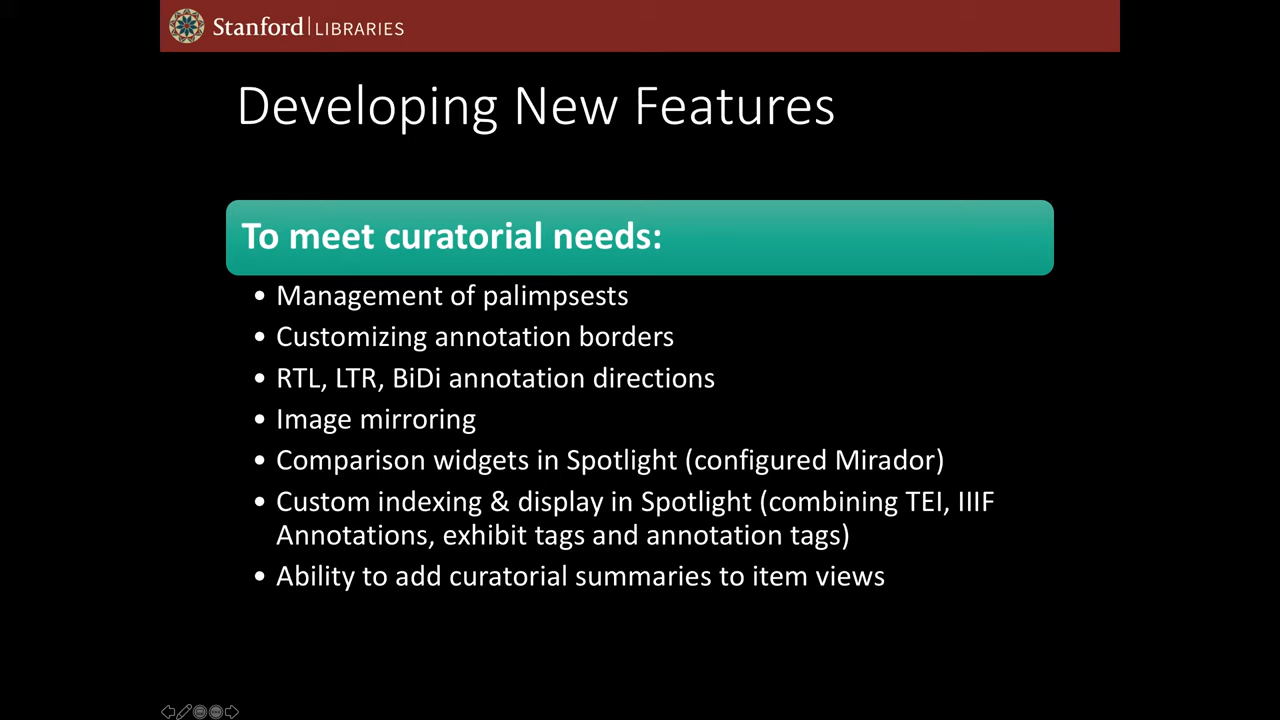 Stanford LIBRARIES
Developing New Features
To meet curatorial needs:
• Management of palimpsests
• Customizing annotation borders
• RTL, LTR, BiDi annotation directions
• Image mirroring
• Comparison widgets in Spotlight (configured Mirador)
• Custom indexing & display in Spotlight (combining TEI, IIIF
Annotations, exhibit tags and annotation tags)
• Ability to add curatorial summaries to item views